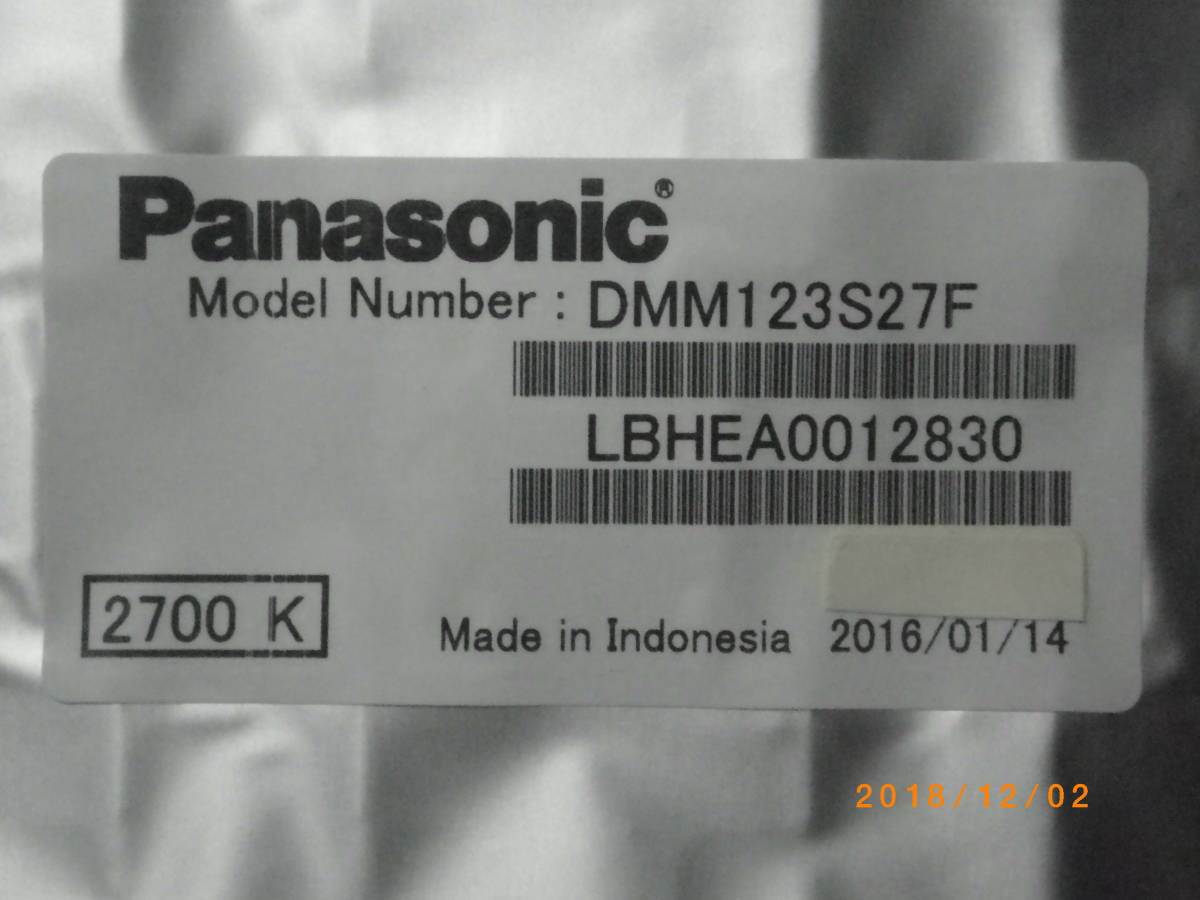 Panasonic®
Model Number : DMM123S27F
LBHEA0012830
2700 K
Made in Indonesia 2016/01/14
2018/12/02